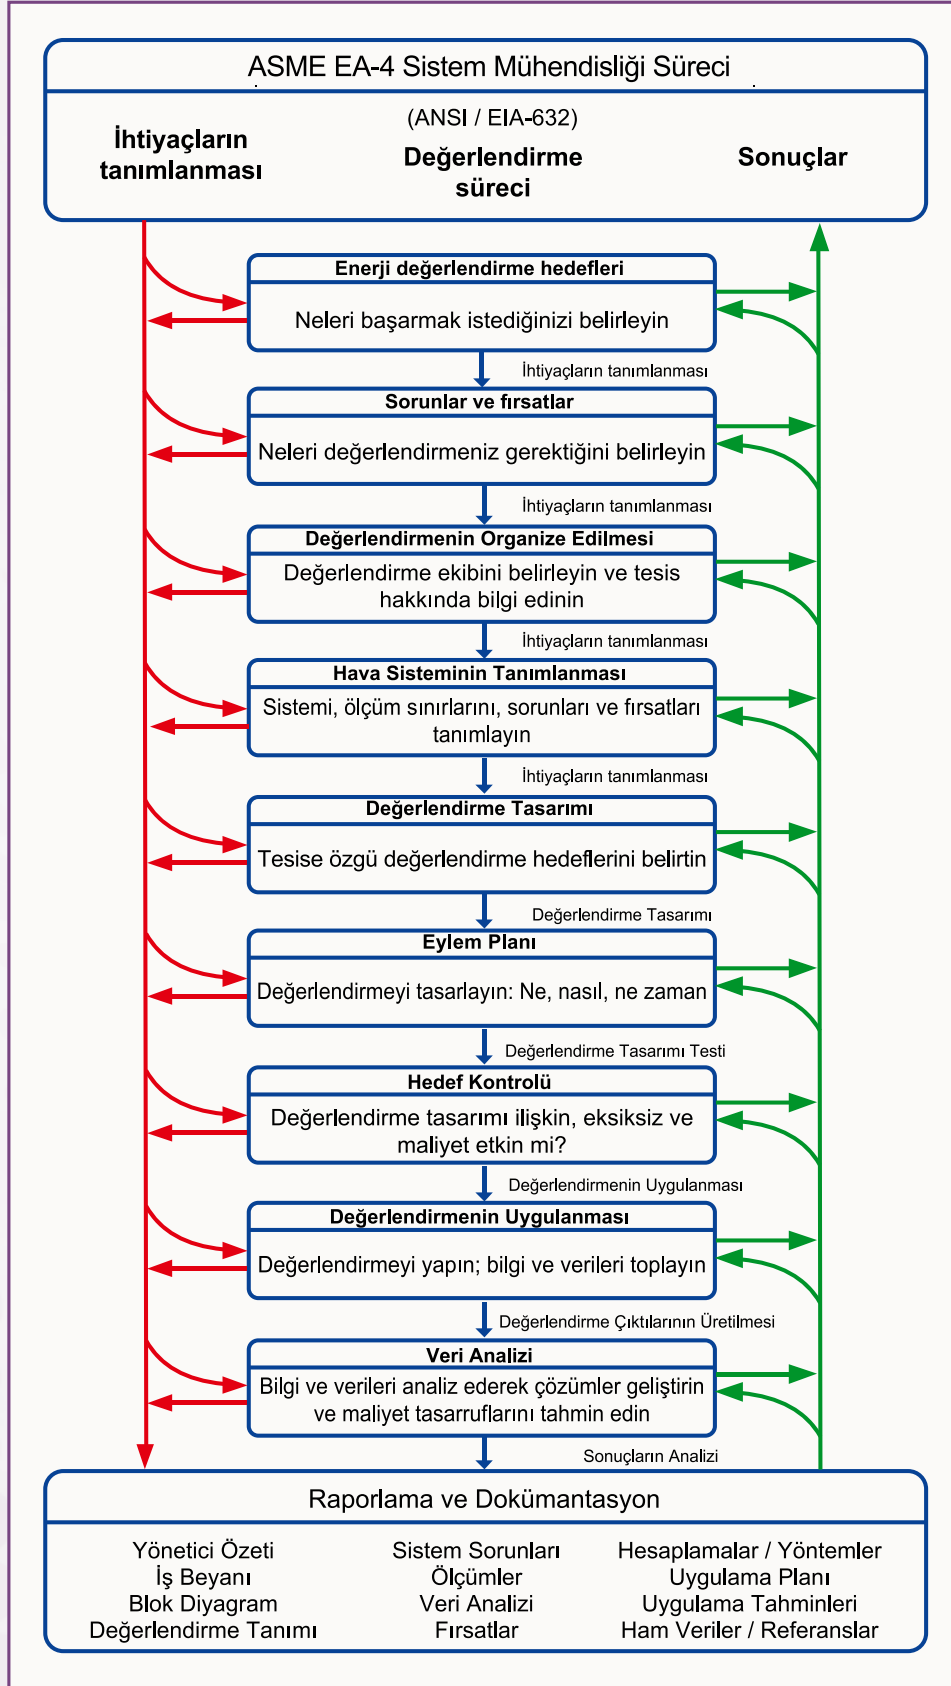 ASME EA-4 Sistem Mühendisliği Süreci
(ANSI / EIA-632)
İhtiyaçların
tanımlanması
Değerlendirme
süreci
Sonuçlar
Enerji değerlendirme hedefleri
Neleri başarmak istediğinizi belirleyin
İhtiyaçların tanımlanması
Sorunlar ve fırsatlar
Neleri değerlendirmeniz gerektiğini belirleyin
İhtiyaçların tanımlanması
Değerlendirmenin Organize Edilmesi
Değerlendirme ekibini belirleyin ve tesis
hakkında bilgi edinin
İhtiyaçların tanımlanması
Hava Sisteminin Tanımlanması
Sistemi, ölçüm sınırlarını, sorunları ve fırsatları
tanımlayın
İhtiyaçların tanımlanması
Değerlendirme Tasarımı
Tesise özgü değerlendirme hedeflerini belirtin
Değerlendirme Tasarımı
Eylem Planı
Değerlendirmeyi tasarlayın: Ne, nasıl, ne zaman
Değerlendirme Tasarımı Testi
Hedef Kontrolü
Değerlendirme tasarımı ilişkin, eksiksiz ve
maliyet etkin mi?
Değerlendirmenin Uygulanması
Değerlendirmenin Uygulanması
Değerlendirmeyi yapın; bilgi ve verileri toplayın
Değerlendirme Çıktılarının Üretilmesi
Veri Analizi
Bilgi ve verileri analiz ederek çözümler geliştirin
ve maliyet tasarruflarını tahmin edin
Sonuçların Analizi
Raporlama ve Dokümantasyon
Yönetici Özeti
İş Beyanı
Blok Diyagram
Değerlendirme Tanımı
Sistem Sorunları
Ölçümler
Veri Analizi
Fırsatlar
Hesaplamalar / Yöntemler
Uygulama Planı
Uygulama Tahminleri
Ham Veriler / Referanslar